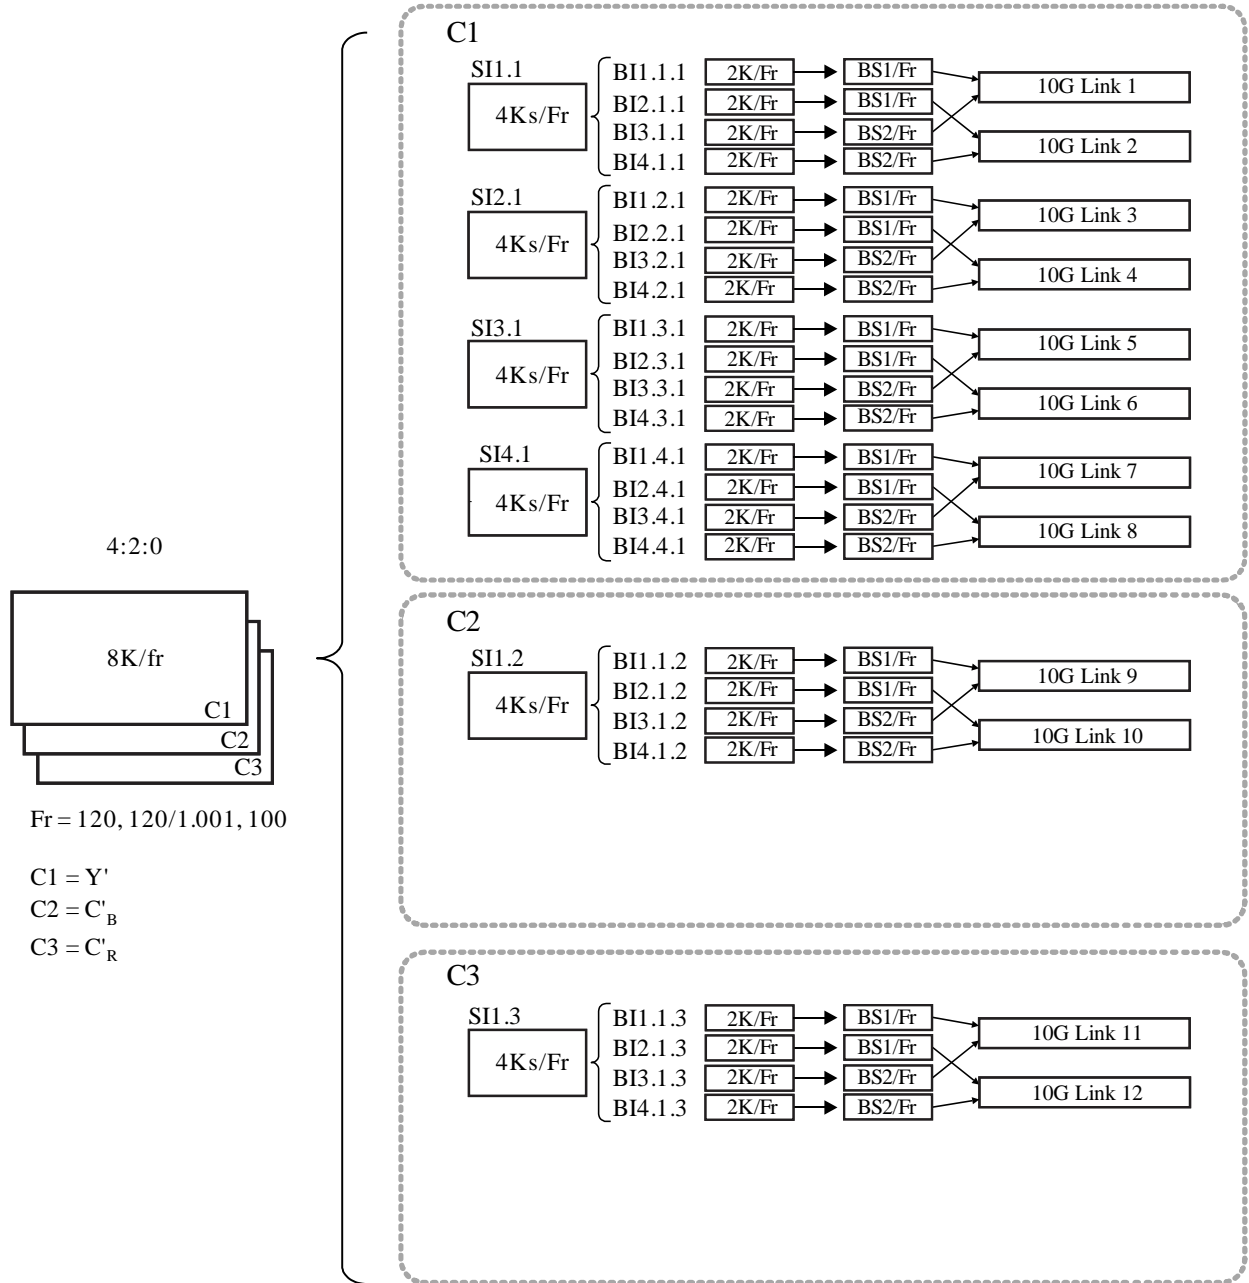 4:2:0
8K/fr
C1
C2
C3
Fr = 120, 120/1.001, 100
C1 = Y'
C2 = C'B
C3 = C'R
C1
SI1.1
4Ks/Fr
BI1.1.1 2K/Fr BS1/Fr
BI2.1.1 2K/Fr BS1/Fr
BI3.1.1 2K/Fr BS2/Fr
BI4.1.1 2K/Fr BS2/Fr
10G Link 1
10G Link 2
SI2.1
4Ks/Fr
BI1.2.1 2K/Fr BS1/Fr
BI2.2.1 2K/Fr BS1/Fr
BI3.2.1 2K/Fr BS2/Fr
BI4.2.1 2K/Fr BS2/Fr
10G Link 3
10G Link 4
SI3.1
4Ks/Fr
BI1.3.1 2K/Fr BS1/Fr
BI2.3.1 2K/Fr BS1/Fr
BI3.3.1 2K/Fr BS2/Fr
BI4.3.1 2K/Fr BS2/Fr
10G Link 5
10G Link 6
SI4.1
4Ks/Fr
BI1.4.1 2K/Fr BS1/Fr
BI2.4.1 2K/Fr BS1/Fr
BI3.4.1 2K/Fr BS2/Fr
BI4.4.1 2K/Fr BS2/Fr
10G Link 7
10G Link 8
C2
SI1.2
4Ks/Fr
BI1.1.2 2K/Fr BS1/Fr
BI2.1.2 2K/Fr BS1/Fr
BI3.1.2 2K/Fr BS2/Fr
BI4.1.2 2K/Fr BS2/Fr
10G Link 9
10G Link 10
C3
SI1.3
4Ks/Fr
BI1.1.3 2K/Fr BS1/Fr
BI2.1.3 2K/Fr BS1/Fr
BI3.1.3 2K/Fr BS2/Fr
BI4.1.3 2K/Fr BS2/Fr
10G Link 11
10G Link 12